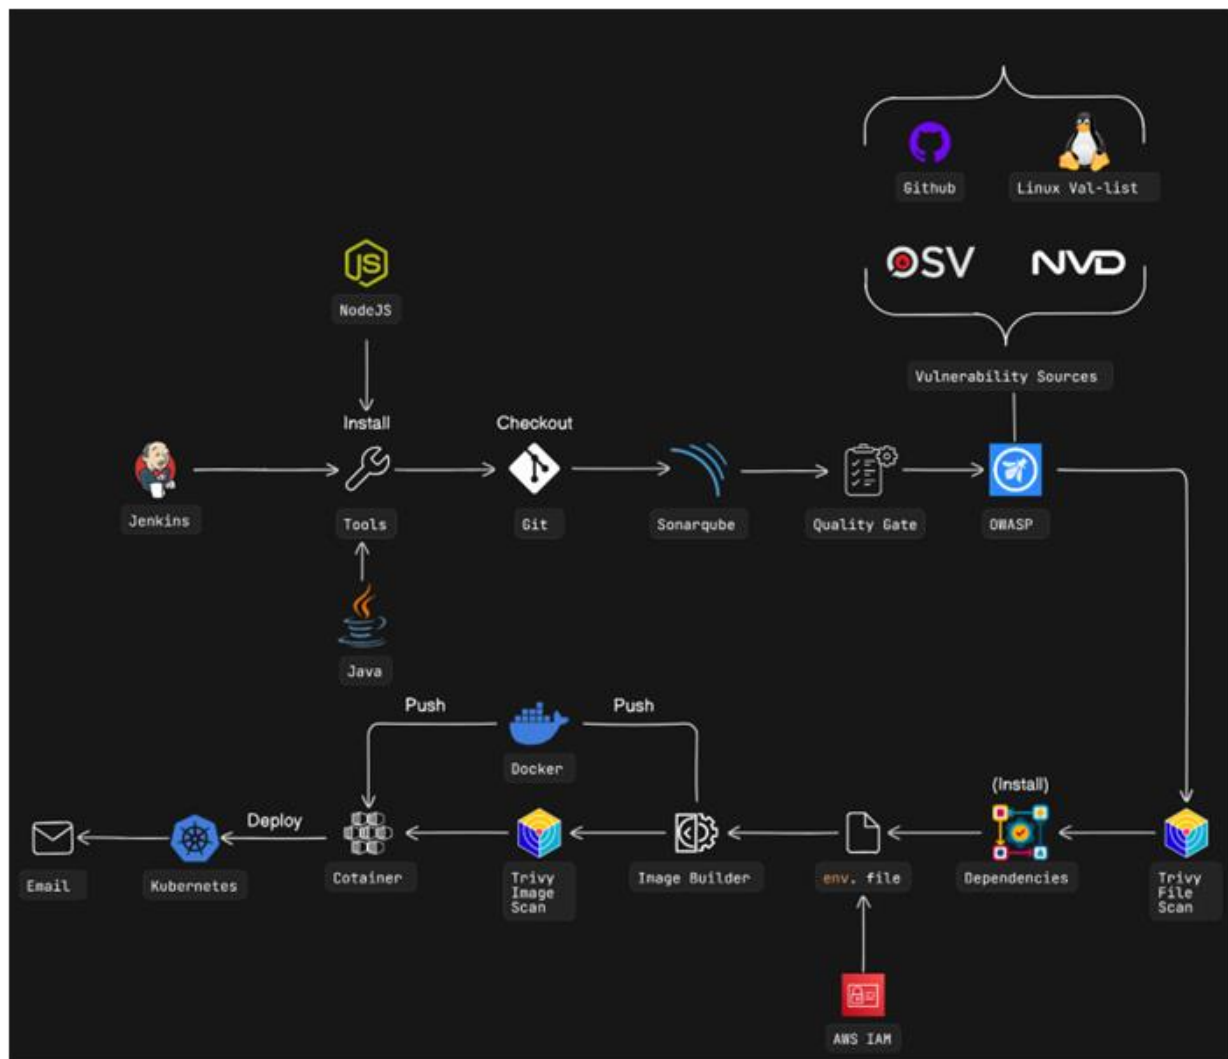 Github
Linux Val-list
JS
OSV
NVD
NodeJS
Vulnerability Sources
Install
Checkout
Jenkins
Tools
Git
Sonarqube
Quality Gate
OWASP
Java
Push
Push
Docker
(Install)
Deploy
Email
Kubernetes
Cotainer
Trivy
Image
Scan
Image Builder
env. file
Dependencies
Trivy
File
Scan
AWS IAM